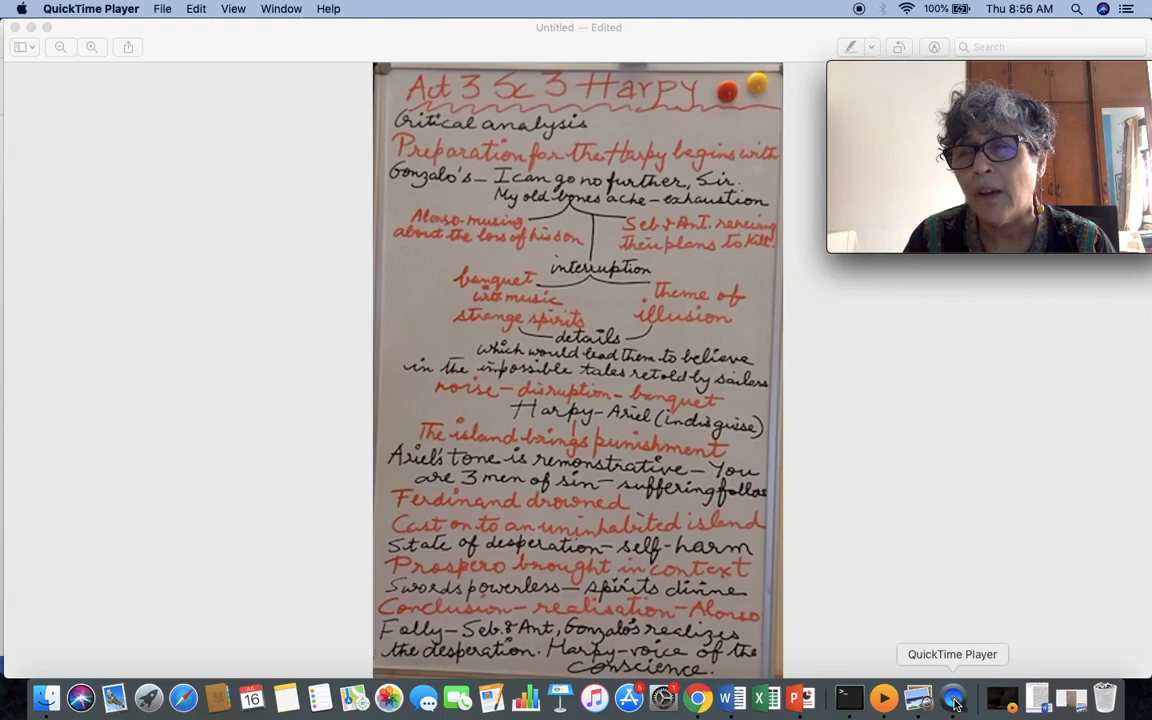 QuickTime Player File Edit View Window Help 100% Thu 8:56 AM
Untitled — Edited
Search
Act 3 Sc 3 Harpy
Critical analysis
Preparation for the Harpy begins with
Gonzalo's – I can go no further, Sir.
My old bones ache – exhaustion
Alonso-musing about the loss of his son
Seb & Ant. renewing their plans to kill.
interruption
banquet with music strange spirits
theme of illusion
details
which would lead them to believe
in the impossible tales retold by sailors
noise – disruption – banquet
Harpy – Ariel (in disguise)
The island brings punishment
Ariel's tone is remonstrative – You
are 3 men of sin – suffering follow
Ferdinand drowned
Cast on to an uninhabited island
State of desperation – self-harm
Prospero brought in context
Swords powerless – spirits divine
Conclusion – realisation – Alonso
Folly – Seb. & Ant, Gonzalo's realizes
the desperation. Harpy – voice of the
conscience.
QuickTime Player
16